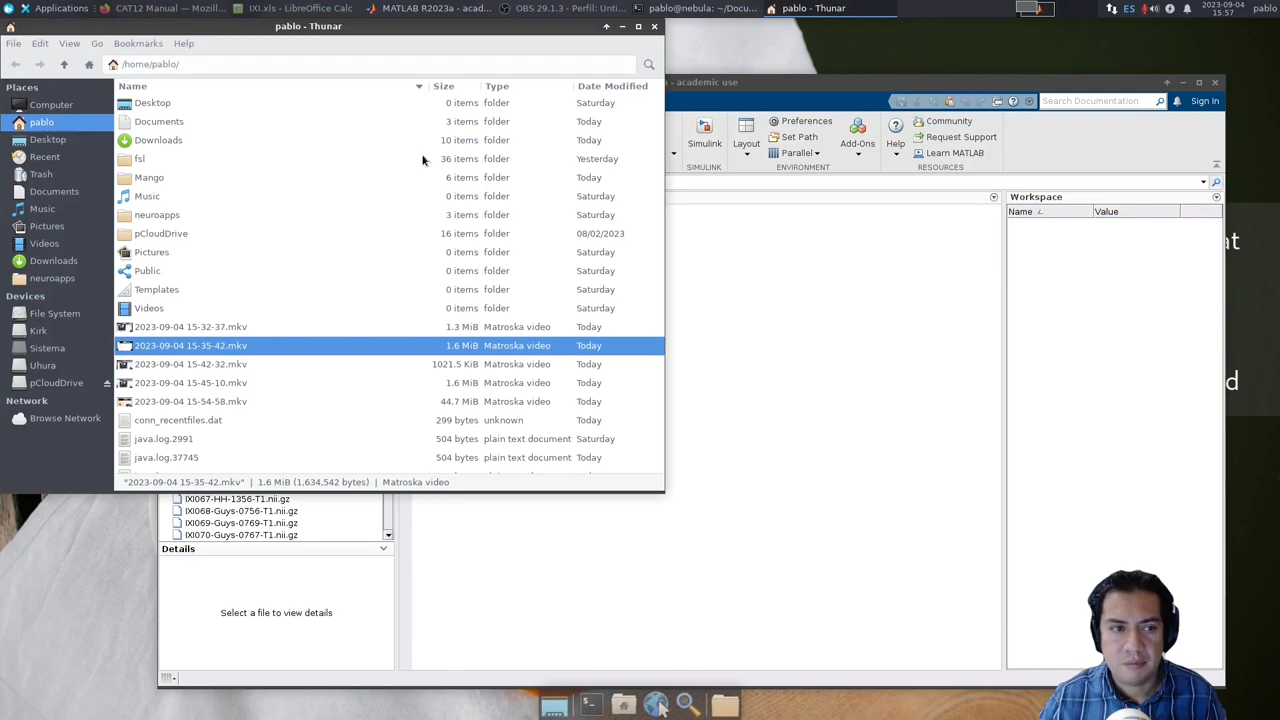 Applications
CAT12 Manual — Mozill...
IXI.xls - LibreOffice Calc
MATLAB R2023a - acad...
OBS 29.1.3 - Perfil: Untit...
pablo@nebula: ~/Docu...
pablo - Thunar
ES
2023-09-04
15:57
pablo
pablo - Thunar
- academic use
File Edit View Go Bookmarks Help
/home/pablo/
Places
Computer
pablo
Desktop
Recent
Trash
Documents
Music
Pictures
Videos
Downloads
neuroapps
Devices
File System
Kirk
Sistema
Uhura
pCloudDrive
Network
Browse Network
Name Size Type Date Modified
Desktop 0 items folder Saturday
Documents 3 items folder Today
Downloads 10 items folder Today
fsl 36 items folder Yesterday
Mango 6 items folder Today
Music 0 items folder Saturday
neuroapps 3 items folder Saturday
pCloudDrive 16 items folder 08/02/2023
Pictures 0 items folder Saturday
Public 0 items folder Saturday
Templates 0 items folder Saturday
Videos 0 items folder Saturday
2023-09-04 15-32-37.mkv 1.3 MiB Matroska video Today
2023-09-04 15-35-42.mkv 1.6 MiB Matroska video Today
2023-09-04 15-42-32.mkv 1021.5 KiB Matroska video Today
2023-09-04 15-45-10.mkv 1.6 MiB Matroska video Today
2023-09-04 15-54-58.mkv 44.7 MiB Matroska video Today
conn_recentfiles.dat 299 bytes unknown Today
java.log.2991 504 bytes plain text document Saturday
java.log.37745 504 bytes plain text document Today
"2023-09-04 15-35-42.mkv" | 1.6 MiB (1,634,542 bytes) | Matroska video
Search Documentation
Sign In
SIMULINK
Layout
Preferences
Set Path
Parallel
Add-Ons
Help
Community
Request Support
Learn MATLAB
SIMULINK
ENVIRONMENT
RESOURCES
Workspace
Name
Value
at
d
IXI067-HH-1356-T1.nii.gz
IXI068-Guys-0756-T1.nii.gz
IXI069-Guys-0769-T1.nii.gz
IXI070-Guys-0767-T1.nii.gz
Details
Select a file to view details